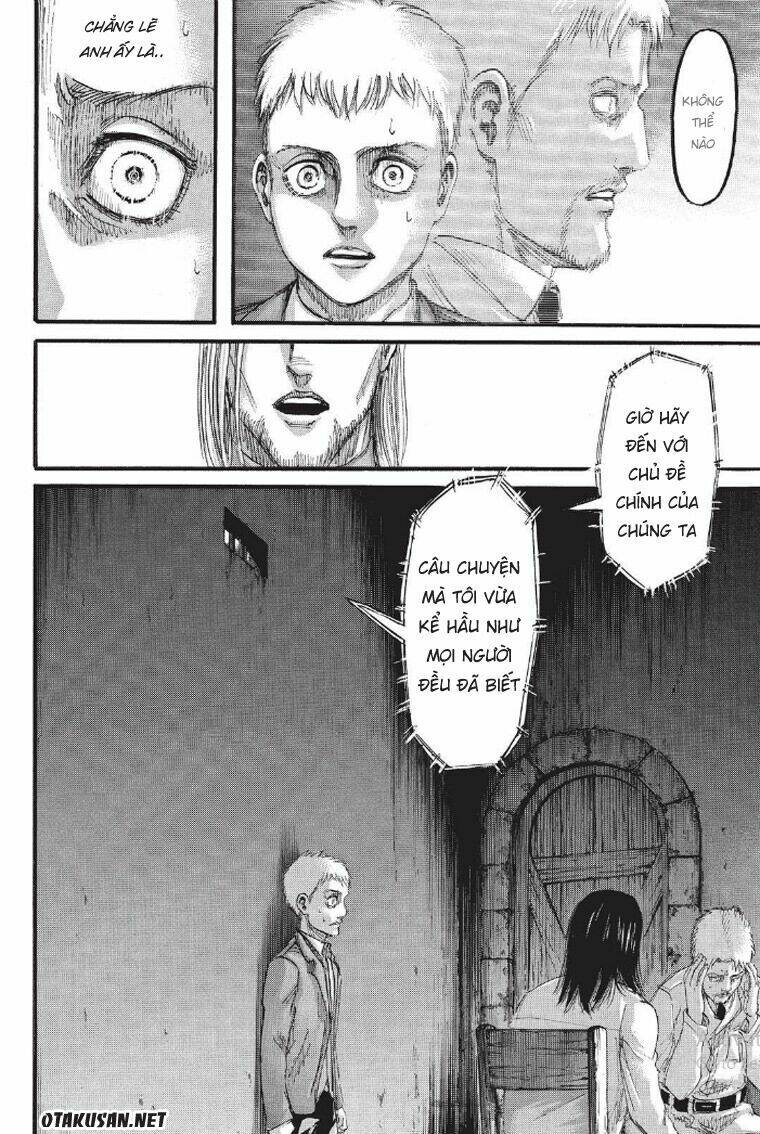 CHẲNG LẼ
ANH ẤY LÀ..
KHÔNG
THỂ
NÀO
GIỜ HÃY
ĐẾN VỚI
CHỦ ĐỀ
CHÍNH CỦA
CHÚNG TA
CÂU CHUYỆN
MÀ TÔI VỪA
KỂ HẦU NHƯ
MỌI NGƯỜI
ĐỀU ĐÃ BIẾT
OTAKUSAN.NET